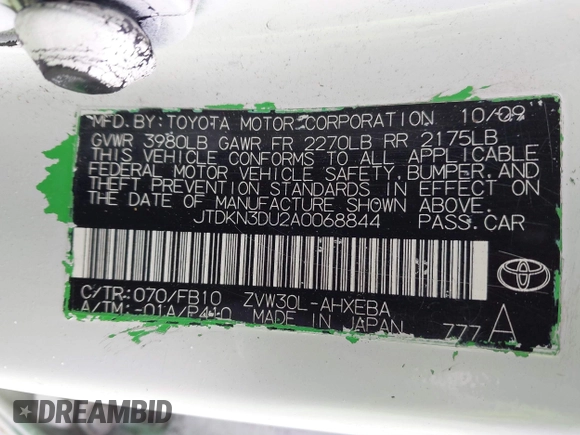 MFD. BY: TOYOTA MOTOR CORPORATION 10/09
GVWR 3980LB GAWR FR 2270LB RR 2175LB
THIS VEHICLE CONFORMS TO ALL APPLICABLE
FEDERAL MOTOR VEHICLE SAFETY, BUMPER, AND
THEFT PREVENTION STANDARDS IN EFFECT ON
THE DATE OF MANUFACTURE SHOWN ABOVE.
JTDKN3DU2A0068844 PASS. CAR
C/TR: 070/FB10 ZVW30L-AHXEBA
A/TM: -01A/P410 MADE IN JAPAN 777 A
DREAMBID